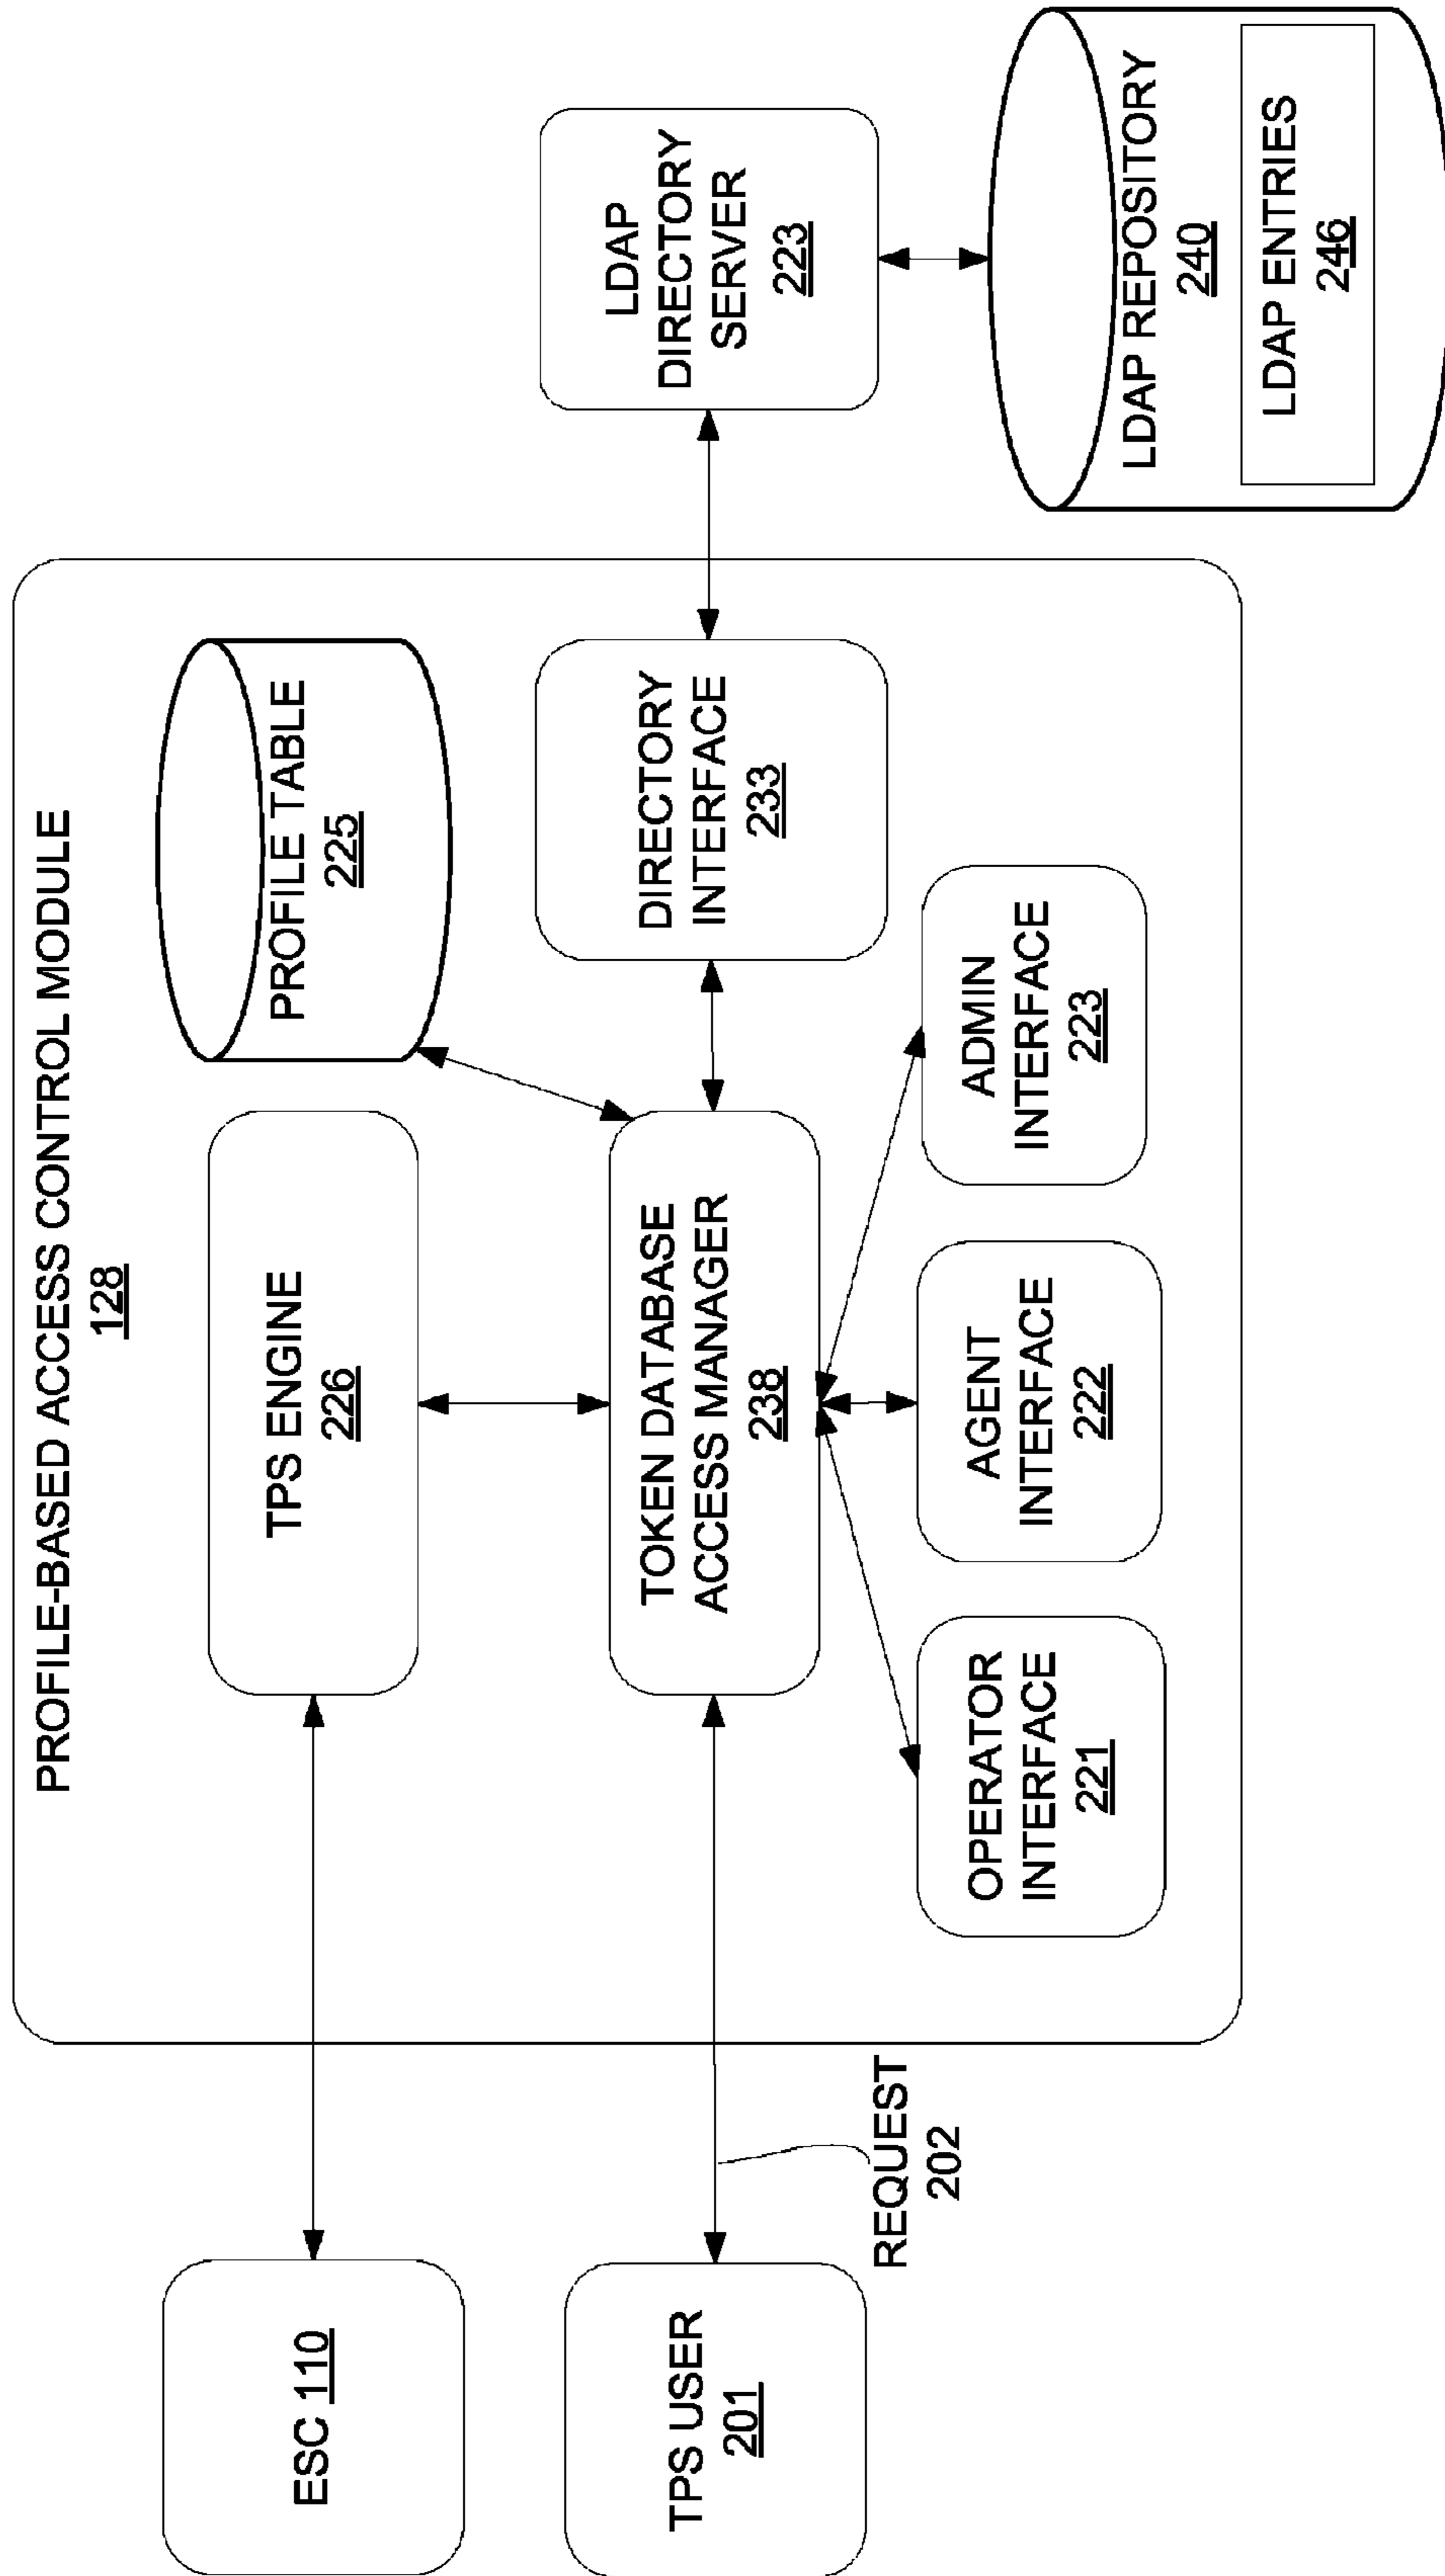 PROFILE-BASED ACCESS CONTROL MODULE
128
ESC 110
TPS ENGINE
226
PROFILE TABLE
225
TPS USER
201
REQUEST
202
TOKEN DATABASE
ACCESS MANAGER
238
DIRECTORY
INTERFACE
233
LDAP
DIRECTORY
SERVER
223
OPERATOR
INTERFACE
221
AGENT
INTERFACE
222
ADMIN
INTERFACE
223
LDAP REPOSITORY
240
LDAP ENTRIES
246